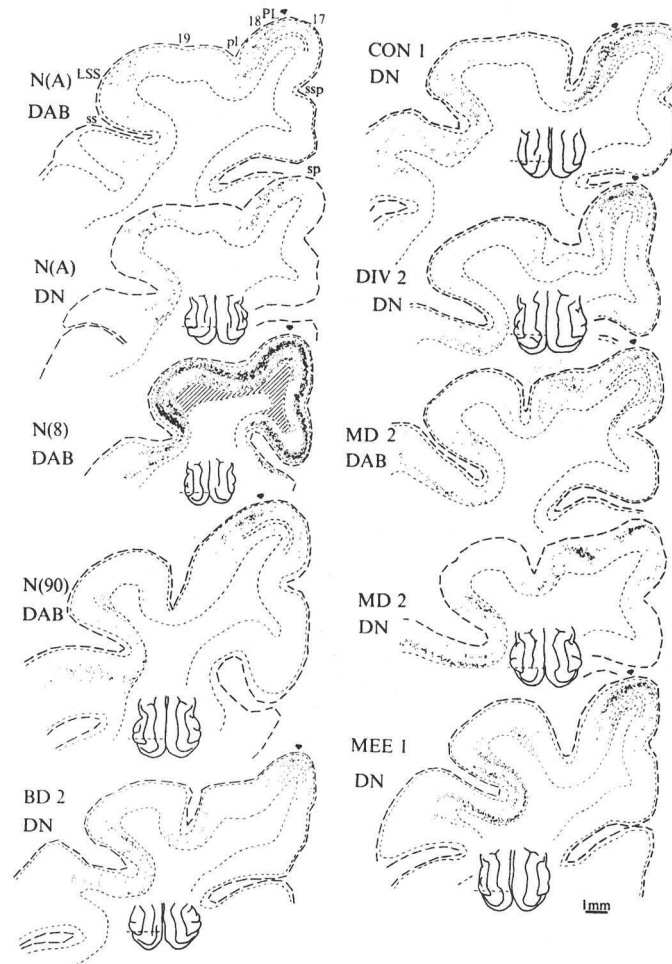 19
pl
18
PL
17
N(A)
LSS
DAB
ss
ssp
sp
N(A)
DN
N(8)
DAB
N(90)
DAB
BD 2
DN
CON 1
DN
DIV 2
DN
MD 2
DAB
MD 2
DN
MEE 1
DN
1mm